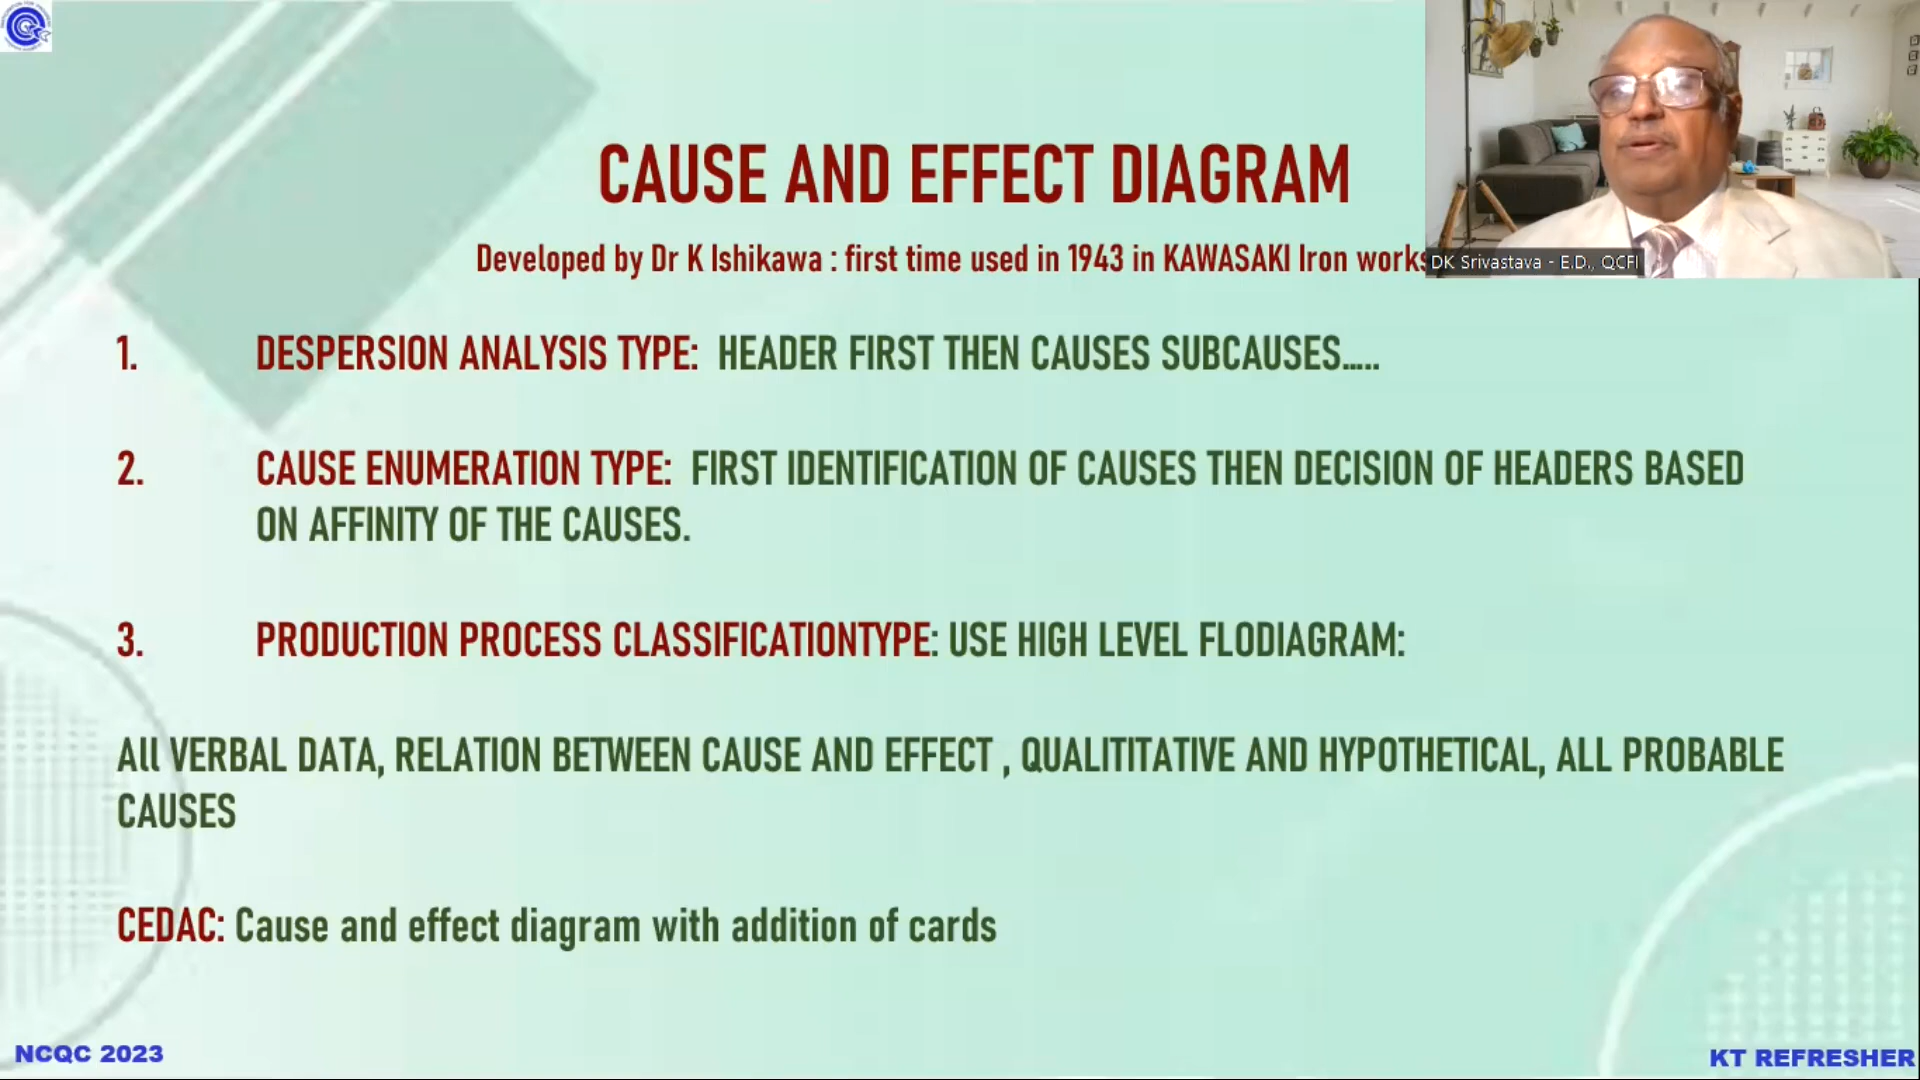 CAUSE AND EFFECT DIAGRAM
Developed by Dr K Ishikawa : first time used in 1943 in KAWASAKI Iron works
DK Srivastava - E.D., QCFI
1. DESPERSION ANALYSIS TYPE: HEADER FIRST THEN CAUSES SUBCAUSES.....
2. CAUSE ENUMERATION TYPE: FIRST IDENTIFICATION OF CAUSES THEN DECISION OF HEADERS BASED
ON AFFINITY OF THE CAUSES.
3. PRODUCTION PROCESS CLASSIFICATIONTYPE: USE HIGH LEVEL FLODIAGRAM:
All VERBAL DATA, RELATION BETWEEN CAUSE AND EFFECT , QUALITITATIVE AND HYPOTHETICAL, ALL PROBABLE
CAUSES
CEDAC: Cause and effect diagram with addition of cards
NCQC 2023
KT REFRESHER